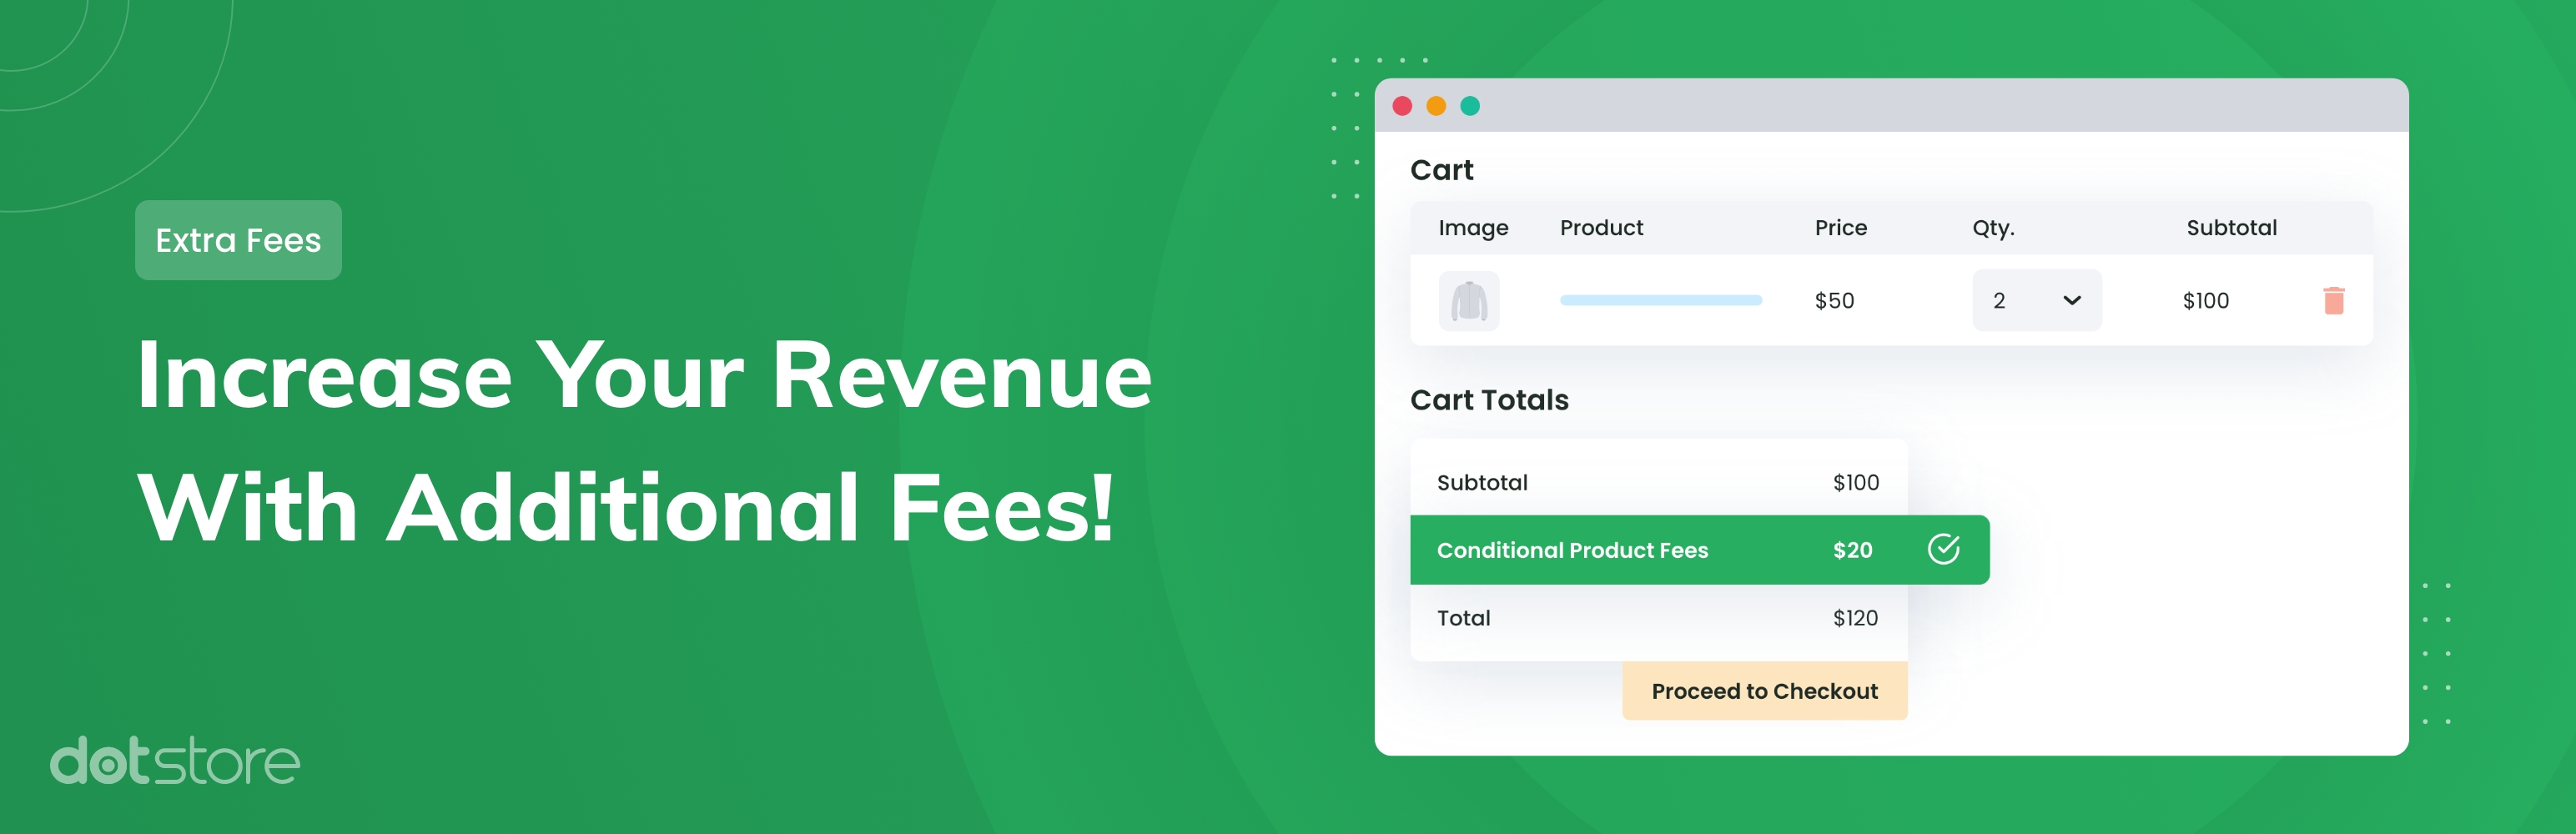 Extra Fees
Increase Your Revenue
With Additional Fees!
dotstore
Cart
Image Product Price Qty. Subtotal
$50 2 $100
Cart Totals
Subtotal $100
Conditional Product Fees $20
Total $120
Proceed to Checkout